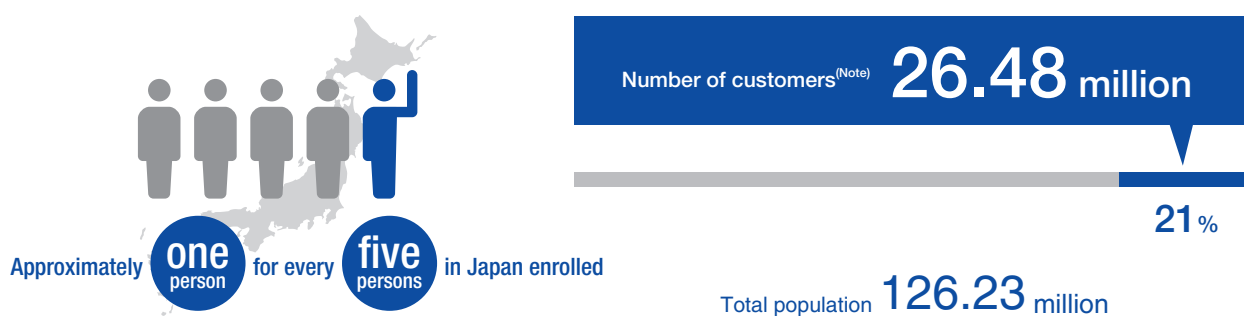 Approximately one person for every five persons in Japan enrolled
Number of customers(Note) 26.48 million
21%
Total population 126.23 million